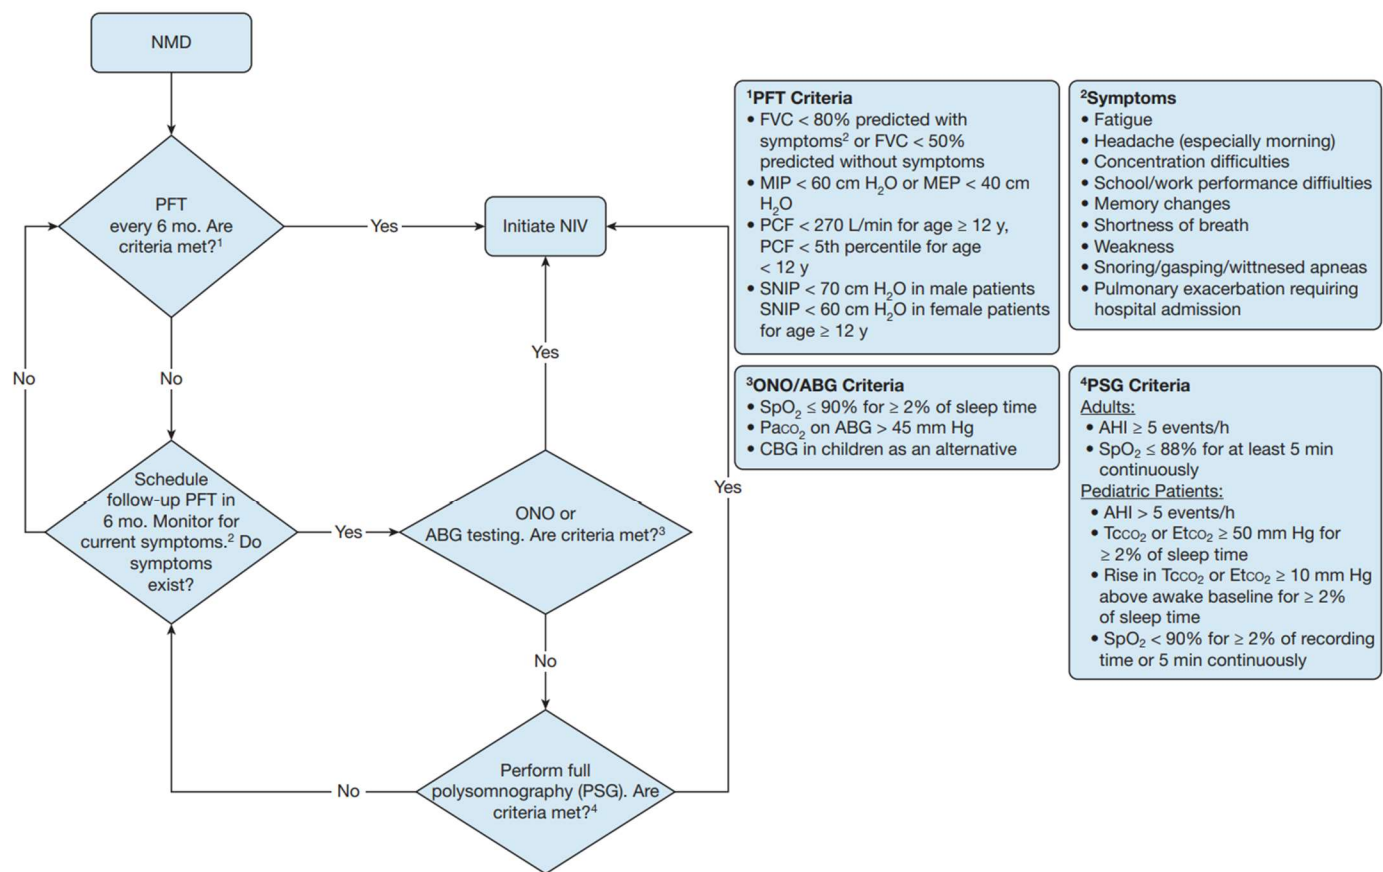 NMD
PFT
every 6 mo. Are
criteria met?¹
Yes
Initiate NIV
No
No
Schedule
follow-up PFT in
6 mo. Monitor for
current symptoms.² Do
symptoms
exist?
Yes
ONO or
ABG testing. Are criteria met?³
Yes
No
Perform full
polysomnography (PSG). Are
criteria met?⁴
No
Yes
¹PFT Criteria
• FVC < 80% predicted with
symptoms² or FVC < 50%
predicted without symptoms
• MIP < 60 cm H₂O or MEP < 40 cm
H₂O
• PCF < 270 L/min for age ≥ 12 y,
PCF < 5th percentile for age
< 12 y
• SNIP < 70 cm H₂O in male patients
SNIP < 60 cm H₂O in female patients
for age ≥ 12 y
²Symptoms
• Fatigue
• Headache (especially morning)
• Concentration difficulties
• School/work performance diffiulties
• Memory changes
• Shortness of breath
• Weakness
• Snoring/gasping/wittnesed apneas
• Pulmonary exacerbation requiring
hospital admission
³ONO/ABG Criteria
• SpO₂ ≤ 90% for ≥ 2% of sleep time
• Paco₂ on ABG > 45 mm Hg
• CBG in children as an alternative
⁴PSG Criteria
Adults:
• AHI ≥ 5 events/h
• SpO₂ ≤ 88% for at least 5 min
continuously
Pediatric Patients:
• AHI > 5 events/h
• Tcco₂ or Etco₂ ≥ 50 mm Hg for
≥ 2% of sleep time
• Rise in Tcco₂ or Etco₂ ≥ 10 mm Hg
above awake baseline for ≥ 2%
of sleep time
• SpO₂ < 90% for ≥ 2% of recording
time or 5 min continuously